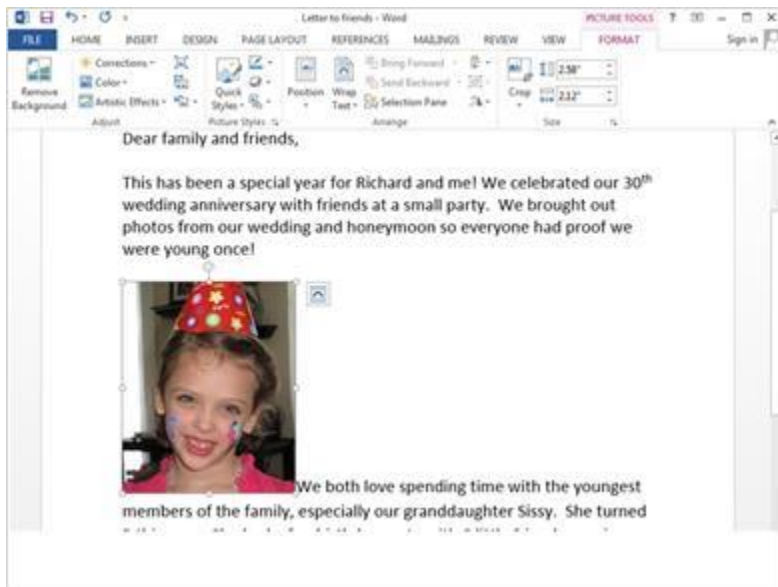 Letter to friends - Word
PICTURE TOOLS
FILE HOME INSERT DESIGN PAGE LAYOUT REFERENCES MAILINGS REVIEW VIEW FORMAT Sign in
Remove Background
Corrections
Color
Artistic Effects
Adjust
Quick Styles
Picture Styles
Position
Wrap Text
Bring Forward
Send Backward
Selection Pane
Arrange
Crop
2.58"
2.12"
Size
Dear family and friends,
This has been a special year for Richard and me! We celebrated our 30th
wedding anniversary with friends at a small party. We brought out
photos from our wedding and honeymoon so everyone had proof we
were young once!
We both love spending time with the youngest
members of the family, especially our granddaughter Sissy. She turned